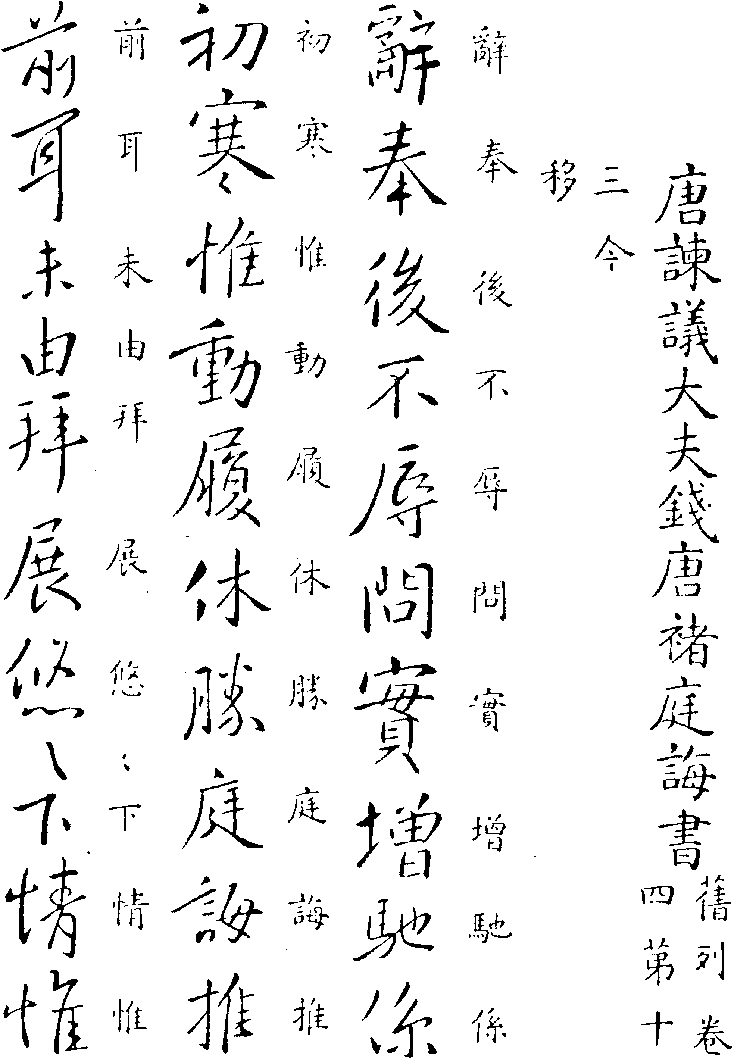 唐諫議大夫錢唐褚庭誨書
舊列卷
四第十
三今
移
辭奉後不辱問實增馳係
辭奉後不辱問實增馳係
初寒惟動履休勝庭誨推
初寒惟動履休勝庭誨推
前耳未由拜展悠〻下情惟
前耳未由拜展悠〻下情惟